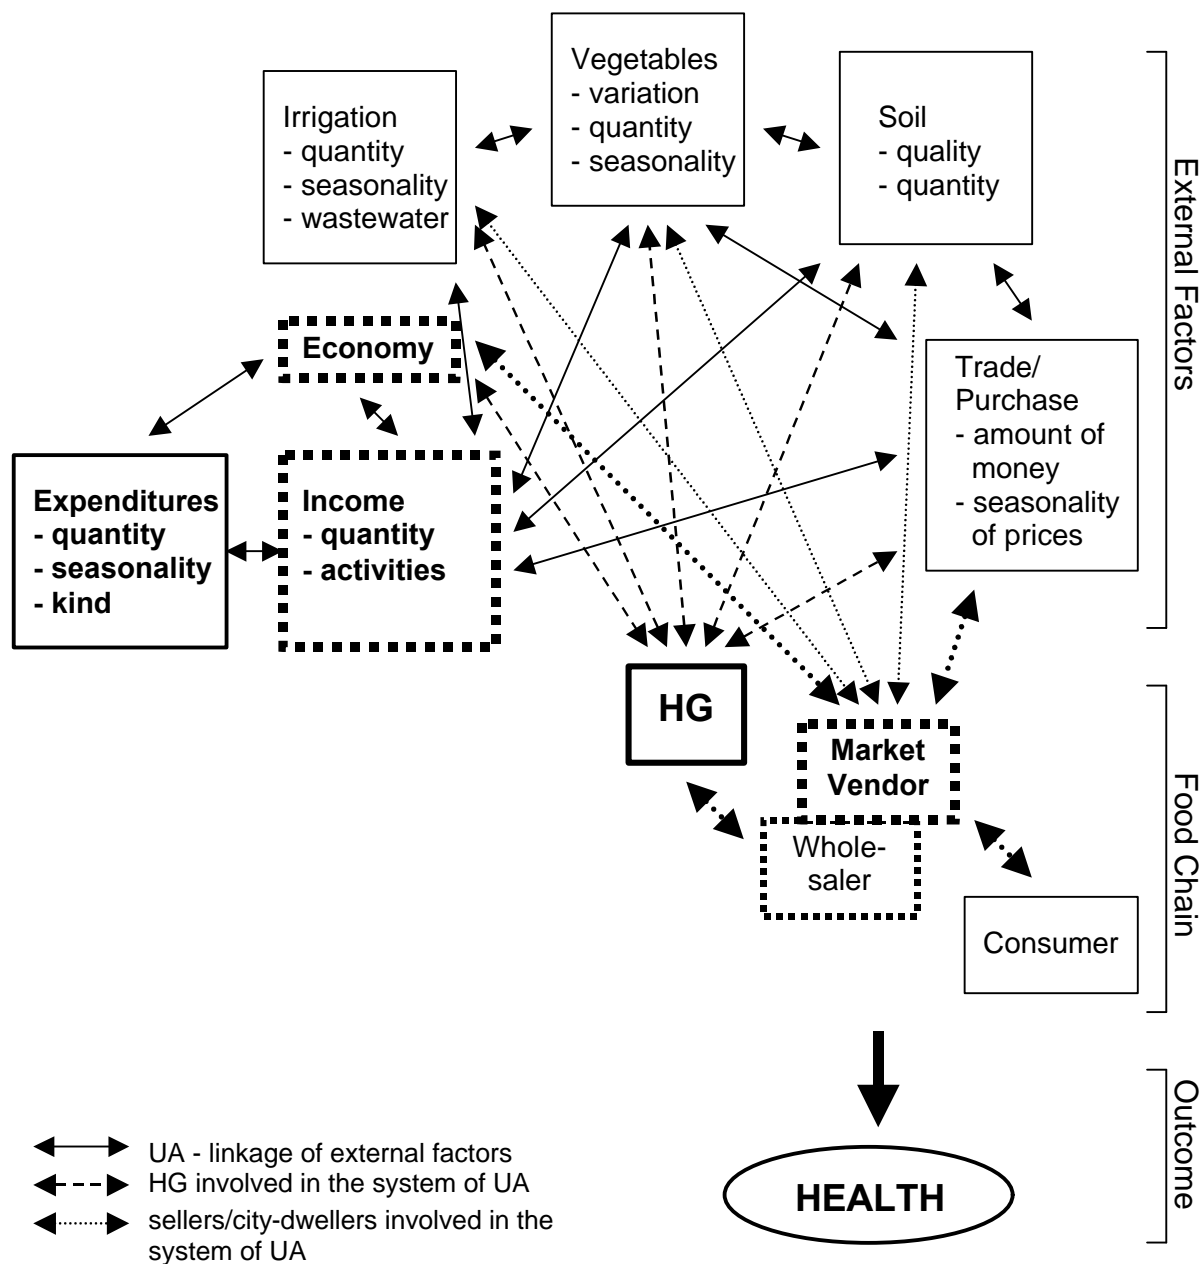 Vegetables
- variation
- quantity
- seasonality
Irrigation
- quantity
- seasonality
- wastewater
Soil
- quality
- quantity
External Factors
Economy
Trade/
Purchase
- amount of
money
- seasonality
of prices
Expenditures
- quantity
- seasonality
- kind
Income
- quantity
- activities
HG
Market
Vendor
Whole-
saler
Consumer
Food Chain
HEALTH
Outcome
UA - linkage of external factors
HG involved in the system of UA
sellers/city-dwellers involved in the
system of UA